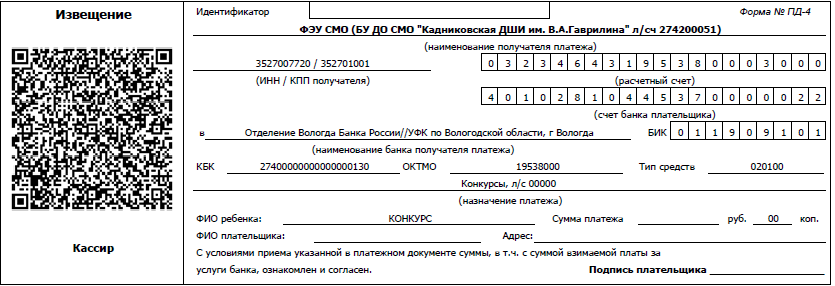 Извещение
Идентификатор
Форма № ПД-4
ФЭУ СМО (БУ ДО СМО "Кадниковская ДШИ им. В.А.Гаврилина" л/сч 274200051)
(наименование получателя платежа)
3527007720 / 352701001 0 3 2 3 4 6 4 3 1 9 5 3 8 0 0 0 3 0 0 0
(ИНН / КПП получателя) (расчетный счет)
4 0 1 0 2 8 1 0 4 4 5 3 7 0 0 0 0 0 2 2
(счет банка плательщика)
в Отделение Вологда Банка России//УФК по Вологодской области, г Вологда БИК 0 1 1 9 0 9 1 0 1
(наименование банка получателя платежа)
КБК 27400000000000000130 ОКТМО 19538000 Тип средств 020100
Конкурсы, л/с 00000
(назначение платежа)
ФИО ребенка: КОНКУРС Сумма платежа руб. 00 коп.
ФИО плательщика: Адрес:
С условиями приема указанной в платежном документе суммы, в т.ч. с суммой взимаемой платы за
услуги банка, ознакомлен и согласен. Подпись плательщика
Кассир